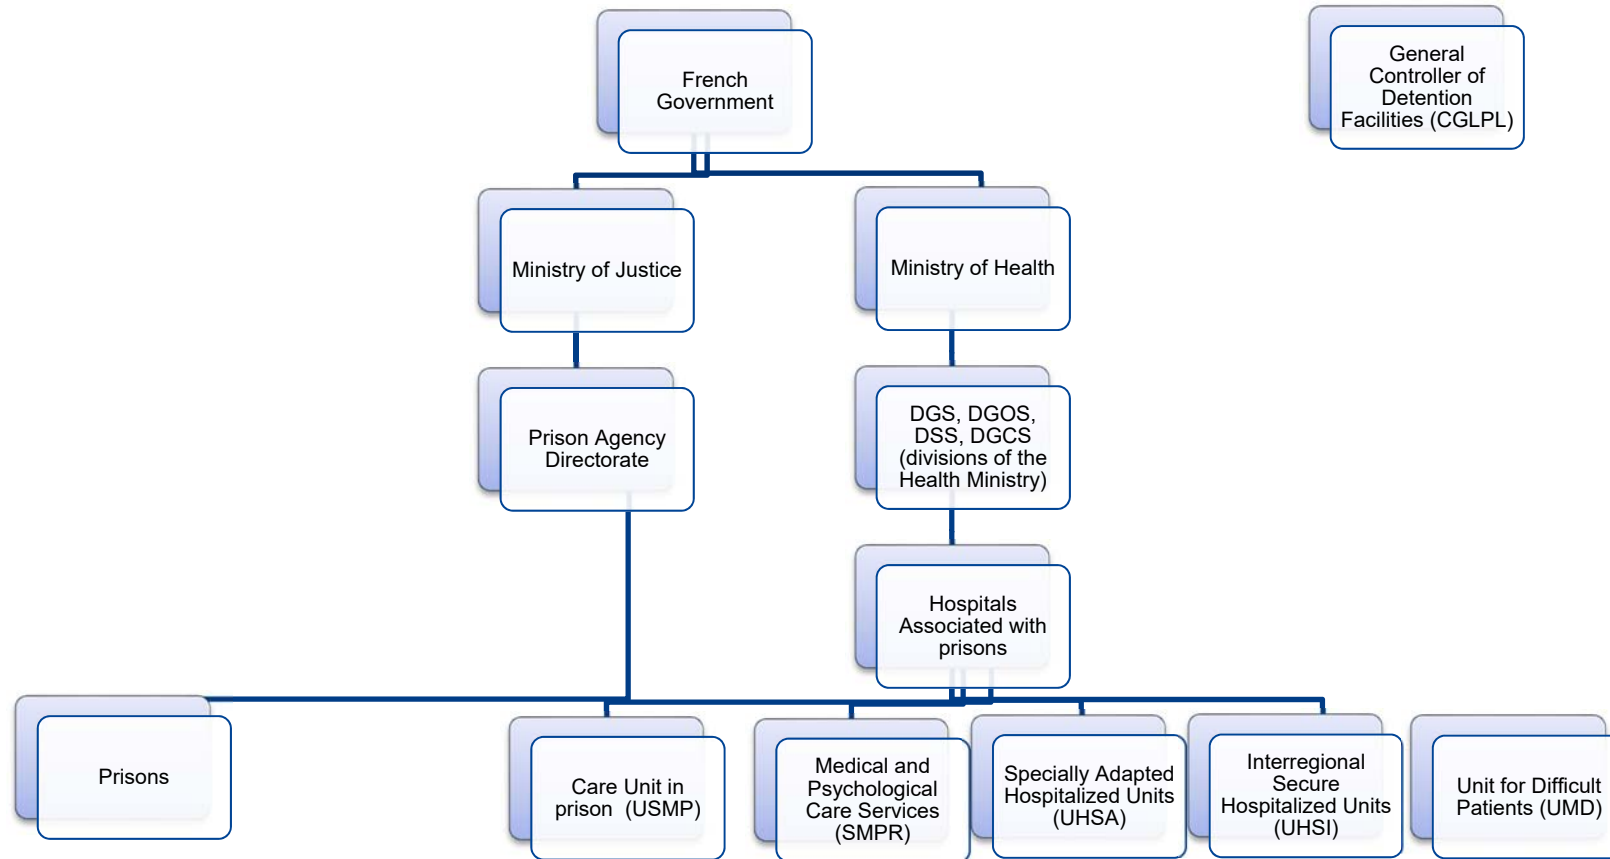 French
Government
General
Controller of
Detention
Facilities (CGLPL)
Ministry of Justice
Ministry of Health
Prison Agency
Directorate
DGS, DGOS,
DSS, DGCS
(divisions of the
Health Ministry)
Hospitals
Associated with
prisons
Prisons
Care Unit in
prison (USMP)
Medical and
Psychological
Care Services
(SMPR)
Specially Adapted
Hospitalized Units
(UHSA)
Interregional
Secure
Hospitalized Units
(UHSI)
Unit for Difficult
Patients (UMD)